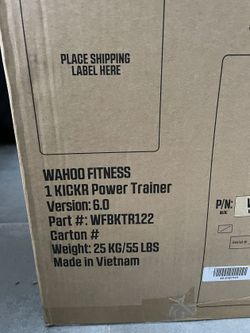 PLACE SHIPPING
LABEL HERE
WAHOO FITNESS
1 KICKR Power Trainer
Version: 6.0
Part #: WFBKTR122
Carton #
Weight: 25 KG/55 LBS
Made in Vietnam
P/N: